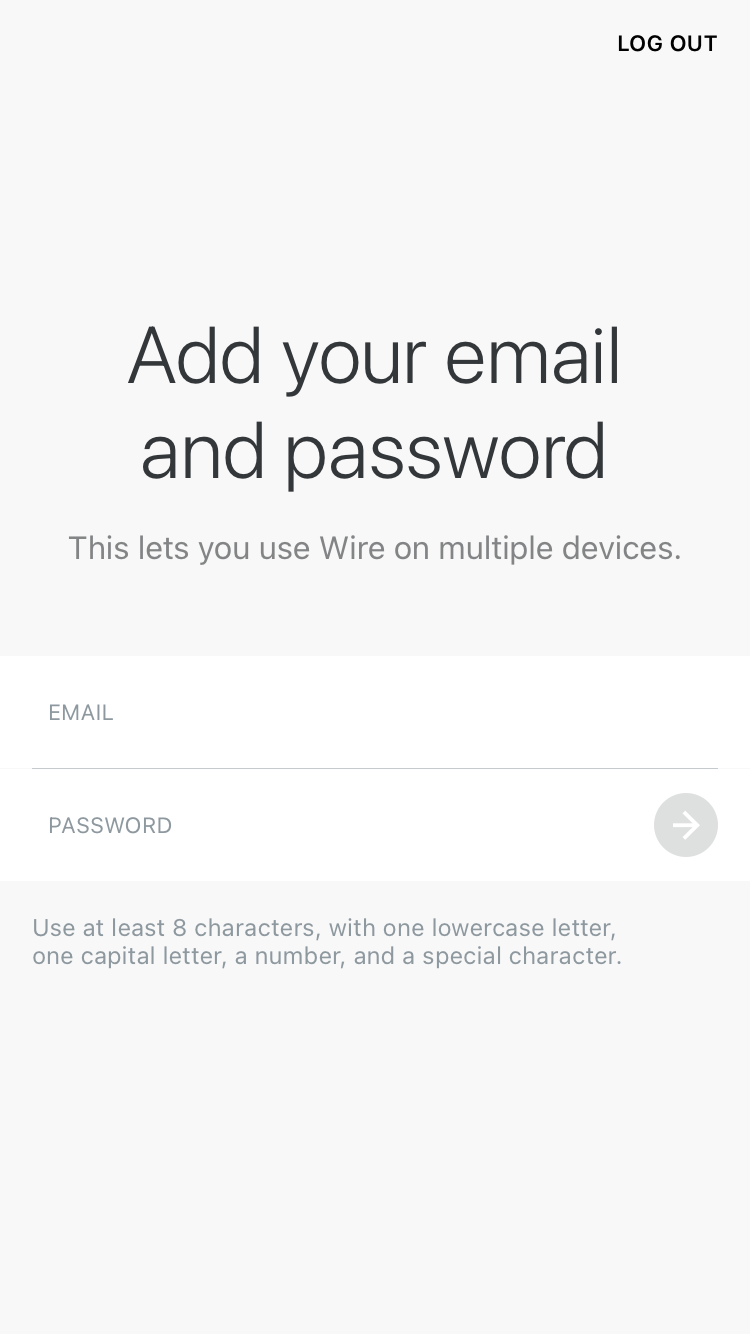 LOG OUT
Add your email
and password
This lets you use Wire on multiple devices.
EMAIL
PASSWORD
Use at least 8 characters, with one lowercase letter,
one capital letter, a number, and a special character.